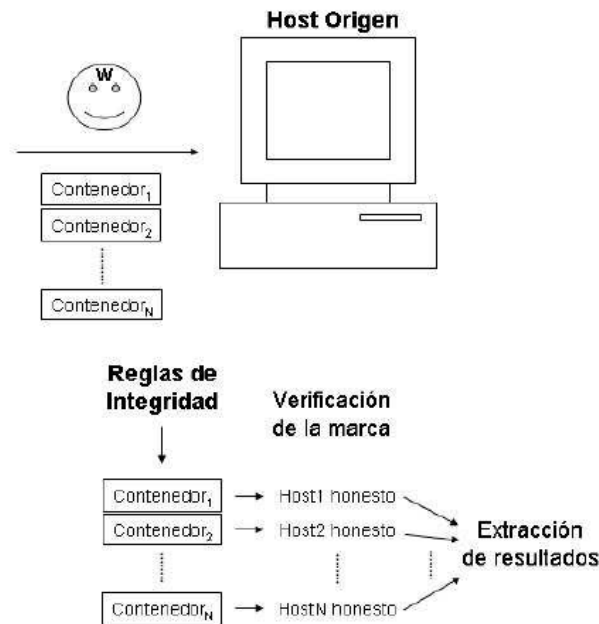 Host Origen
W
Contenedor1
Contenedor2
ContenedorN
Reglas de
Integridad
Verificación
de la marca
Contenedor1
Host1 honesto
Contenedor2
Host2 honesto
Extracción
de resultados
ContenedorN
HostN honesto